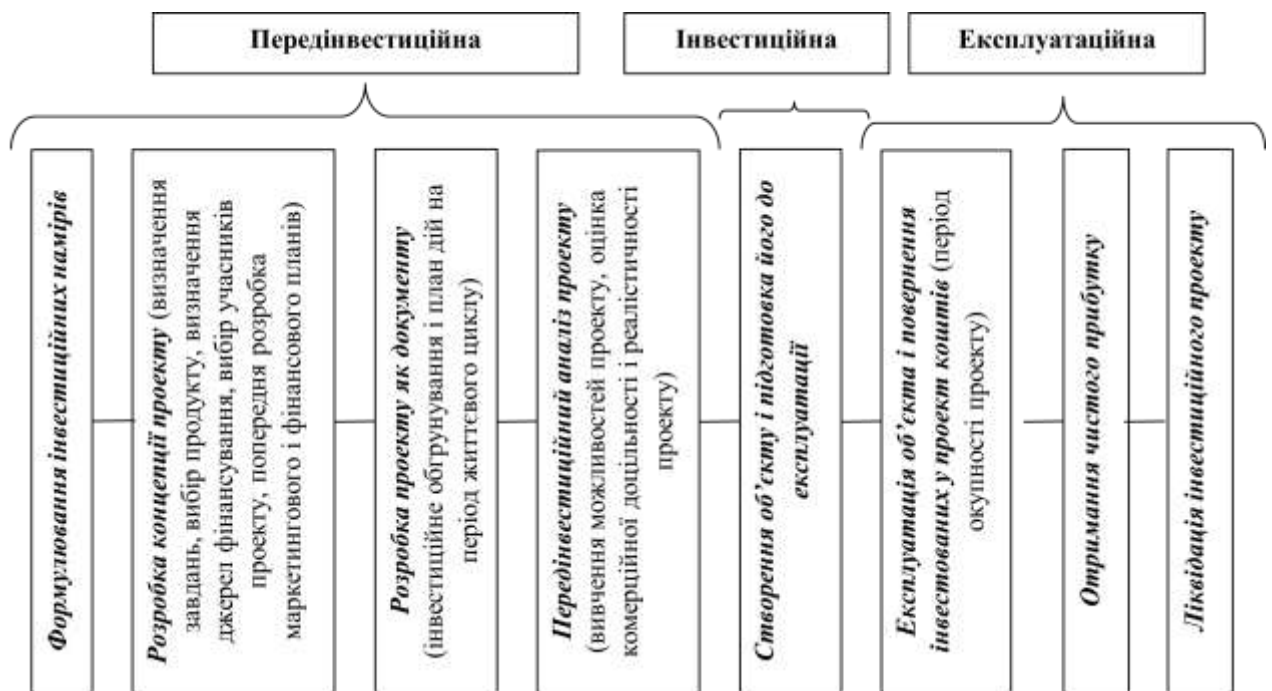 Передінвестиційна
Інвестиційна
Експлуатаційна
Формулювання інвестиційних намірів
Розробка концепції проекту (визначення
завдань, вибір продукту, визначення
джерел фінансування, вибір учасників
проекту, попередня розробка
маркетингового і фінансового планів)
Розробка проекту як документу
(інвестиційне обгрунування і план дій на
період життєвого циклу)
Передінвестиційний аналіз проекту
(вивчення можливостей проекту, оцінка
комерційної доцільності і реалістичності
проекту)
Створення об’єкту і підготовка його до
експлуатації
Експлуатація об’єкта і повернення
інвестованих у проект коштів (період
окупності проекту)
Отримання чистого прибутку
Ліквідація інвестиційного проекту